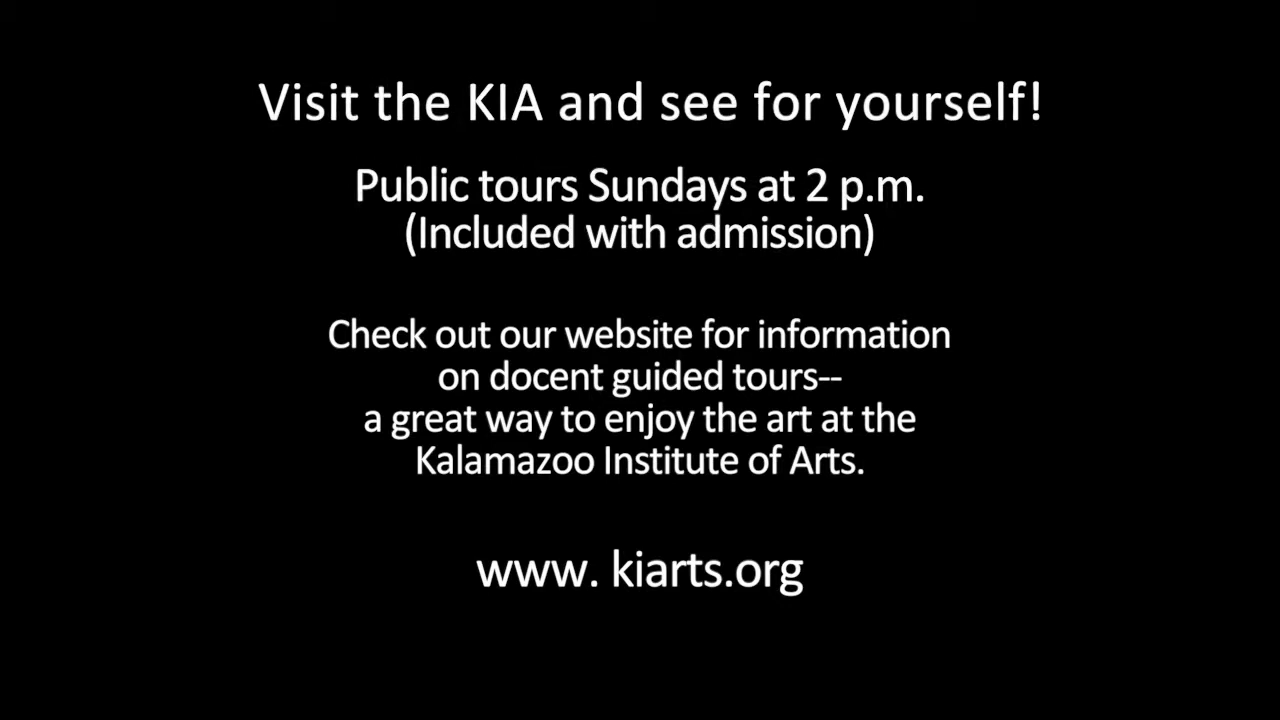 Visit the KIA and see for yourself!
Public tours Sundays at 2 p.m.
(Included with admission)
Check out our website for information
on docent guided tours--
a great way to enjoy the art at the
Kalamazoo Institute of Arts.
www. kiarts.org